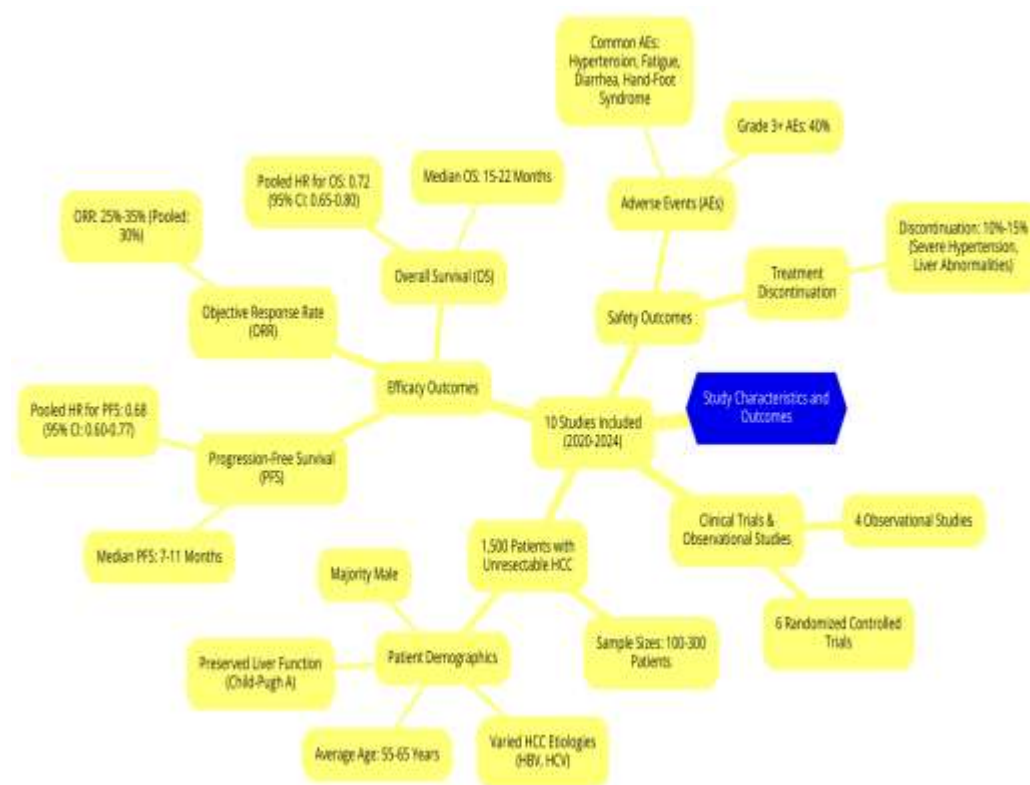 Common AEs:
Hypertension, Fatigue,
Diarrhea, Hand-Foot
Syndrome
Grade 3+ AEs: 40%
Pooled HR for OS: 0.72
(95% CI: 0.65-0.80)
Median OS: 15-22 Months
Adverse Events (AEs)
ORR: 25%-35% (Pooled:
30%)
Discontinuation: 10%-15%
(Severe Hypertension,
Liver Abnormalities)
Overall Survival (OS)
Treatment
Discontinuation
Objective Response Rate
(ORR)
Safety Outcomes
Efficacy Outcomes
Study Characteristics and
Outcomes
Pooled HR for PFS: 0.68
(95% CI: 0.60-0.77)
10 Studies Included
(2020-2024)
Progression-Free Survival
(PFS)
Clinical Trials &
Observational Studies
4 Observational Studies
Median PFS: 7-11 Months
1,500 Patients with
Unresectable HCC
Majority Male
6 Randomized Controlled
Trials
Sample Sizes: 100-300
Patients
Patient Demographics
Preserved Liver Function
(Child-Pugh A)
Average Age: 55-65 Years
Varied HCC Etiologies
(HBV, HCV)